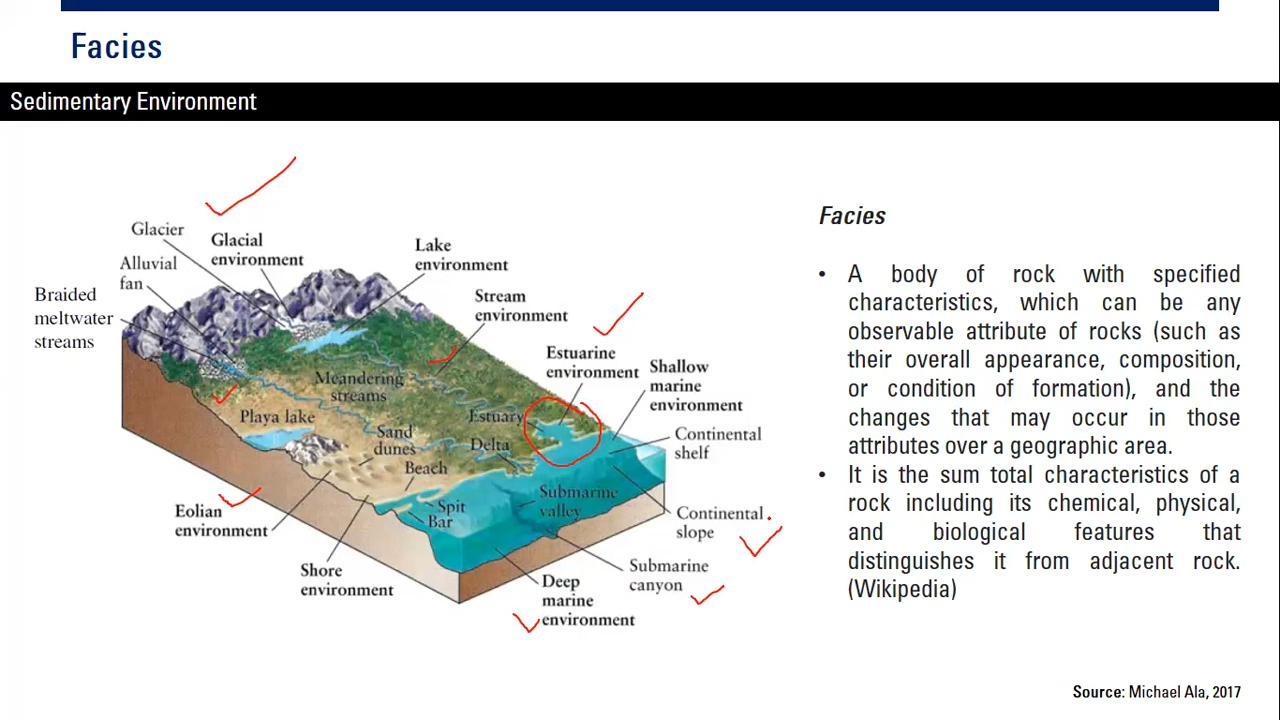 Facies
Sedimentary Environment
Glacier
Glacial
environment
Alluvial
fan
Braided
meltwater
streams
Lake
environment
Stream
environment
Estuarine
environment
Shallow
marine
environment
Meandering
streams
Playa lake
Estuary
Sand
dunes
Delta
Continental
shelf
Beach
Submarine
valley
Spit
Bar
Continental
slope
Eolian
environment
Shore
environment
Submarine
canyon
Deep
marine
environment
Facies
• A body of rock with specified
characteristics, which can be any
observable attribute of rocks (such as
their overall appearance, composition,
or condition of formation), and the
changes that may occur in those
attributes over a geographic area.
• It is the sum total characteristics of a
rock including its chemical, physical,
and biological features that
distinguishes it from adjacent rock.
(Wikipedia)
Source: Michael Ala, 2017